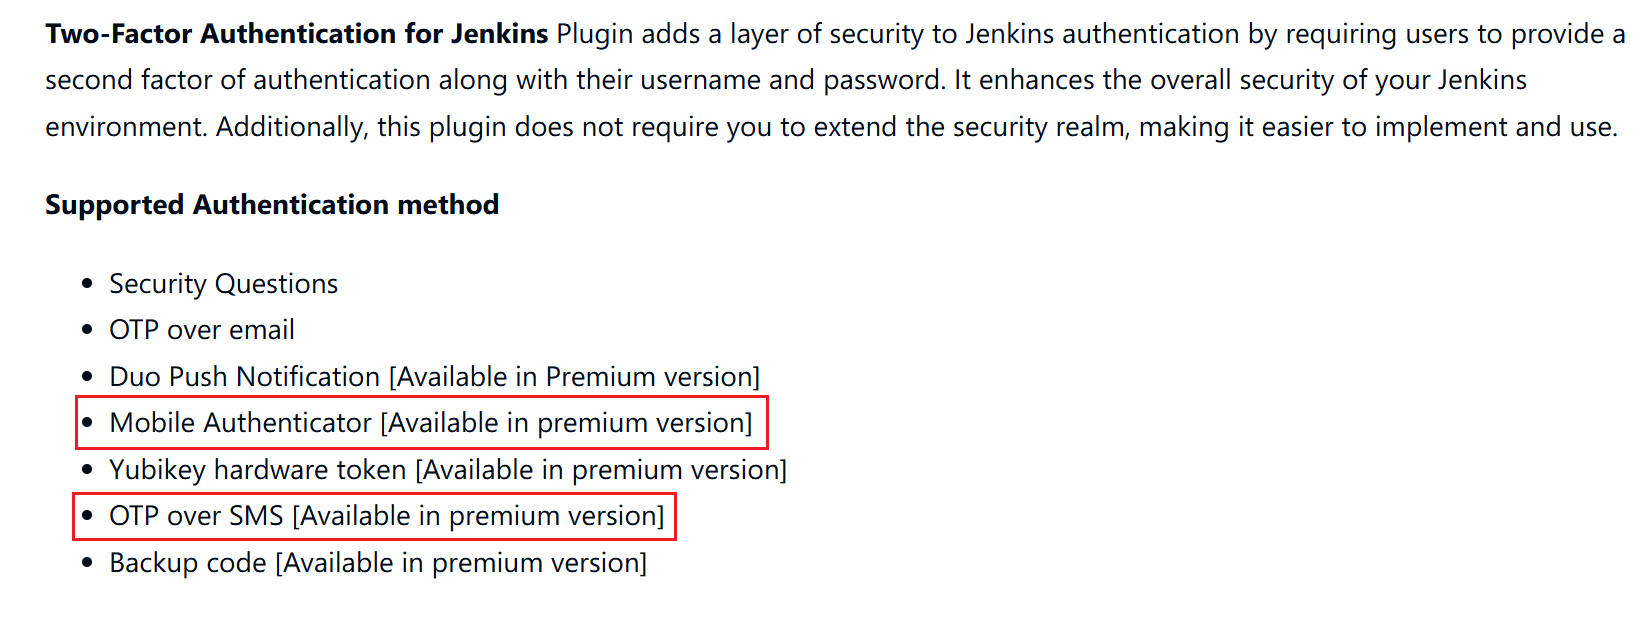 Two-Factor Authentication for Jenkins Plugin adds a layer of security to Jenkins authentication by requiring users to provide a
second factor of authentication along with their username and password. It enhances the overall security of your Jenkins
environment. Additionally, this plugin does not require you to extend the security realm, making it easier to implement and use.
Supported Authentication method
• Security Questions
• OTP over email
• Duo Push Notification [Available in Premium version]
• Mobile Authenticator [Available in premium version]
• Yubikey hardware token [Available in premium version]
• OTP over SMS [Available in premium version]
• Backup code [Available in premium version]